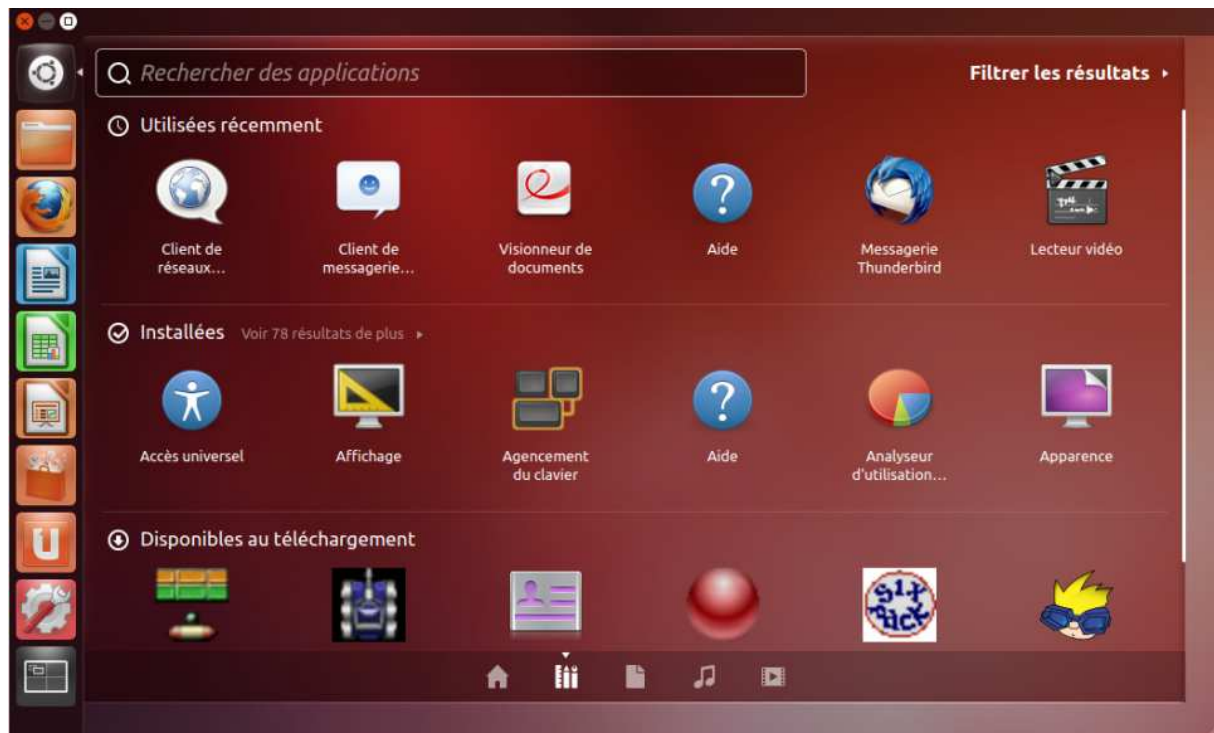 Rechercher des applications
Filtrer les résultats
Utilisées récemment
Client de
réseaux...
Client de
messagerie...
Visionneur de
documents
Aide
Messagerie
Thunderbird
Lecteur vidéo
Installées Voir 78 résultats de plus
Accès universel
Affichage
Agencement
du clavier
Aide
Analyseur
d'utilisation...
Apparence
Disponibles au téléchargement
SIX
PACK